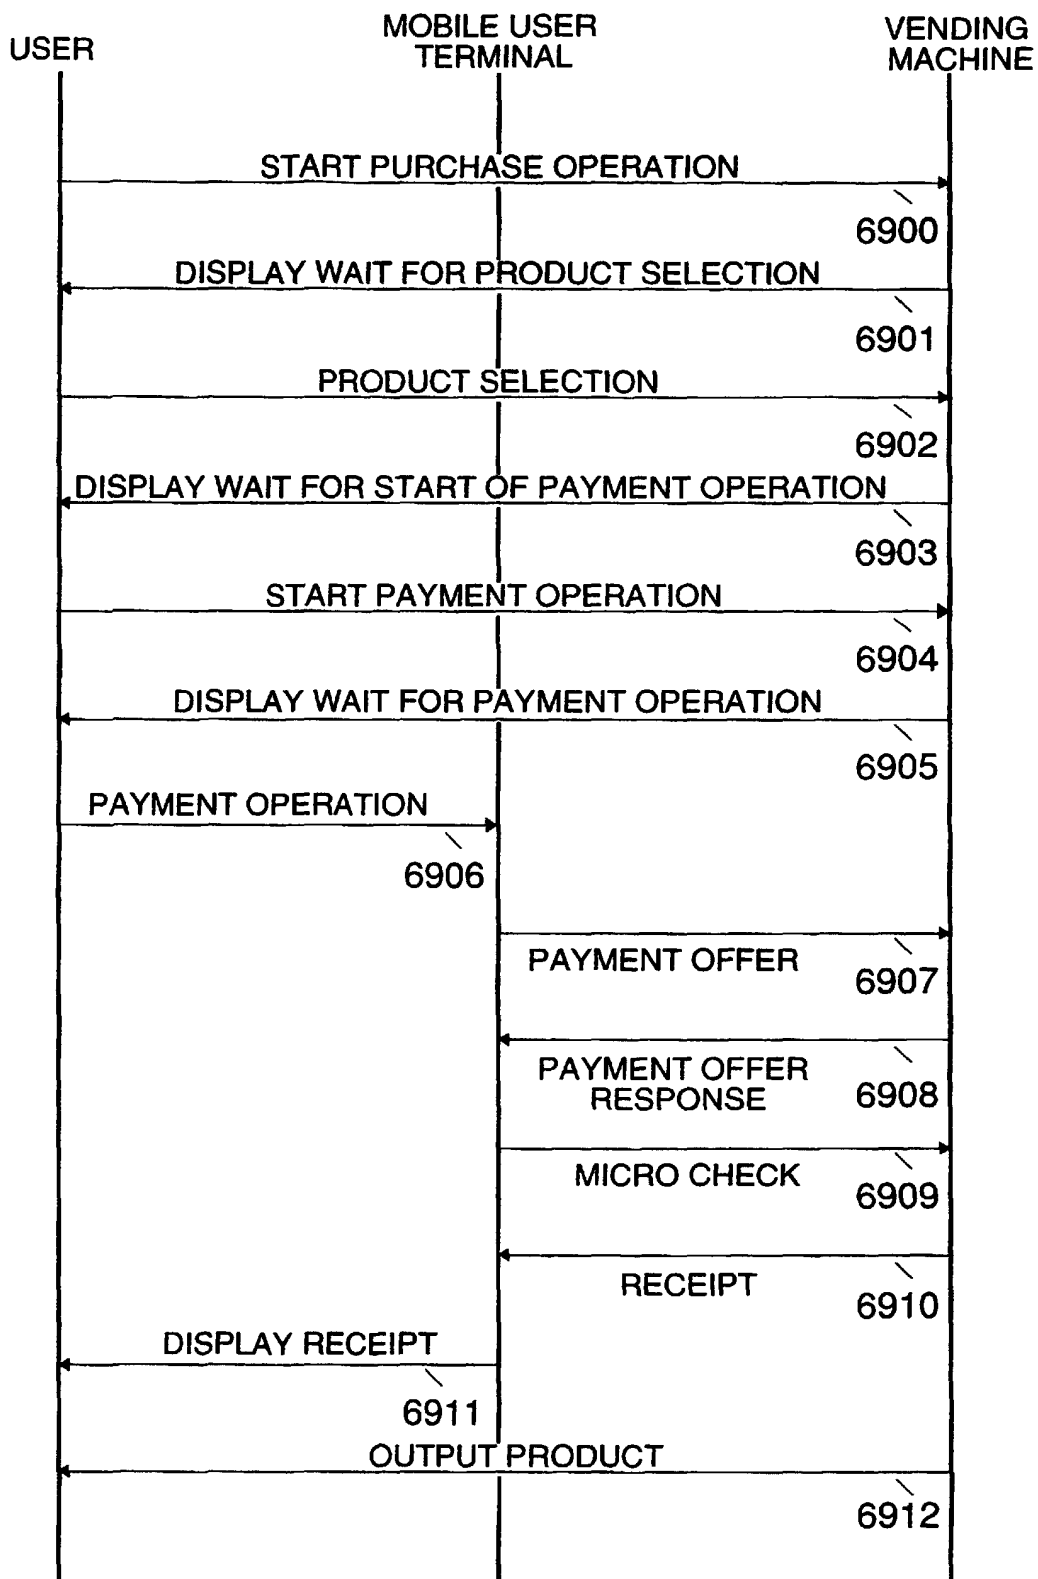 USER
MOBILE USER
TERMINAL
VENDING
MACHINE
START PURCHASE OPERATION
6900
DISPLAY WAIT FOR PRODUCT SELECTION
6901
PRODUCT SELECTION
6902
DISPLAY WAIT FOR START OF PAYMENT OPERATION
6903
START PAYMENT OPERATION
6904
DISPLAY WAIT FOR PAYMENT OPERATION
6905
PAYMENT OPERATION
6906
PAYMENT OFFER
6907
PAYMENT OFFER
RESPONSE
6908
MICRO CHECK
6909
RECEIPT
6910
DISPLAY RECEIPT
6911
OUTPUT PRODUCT
6912